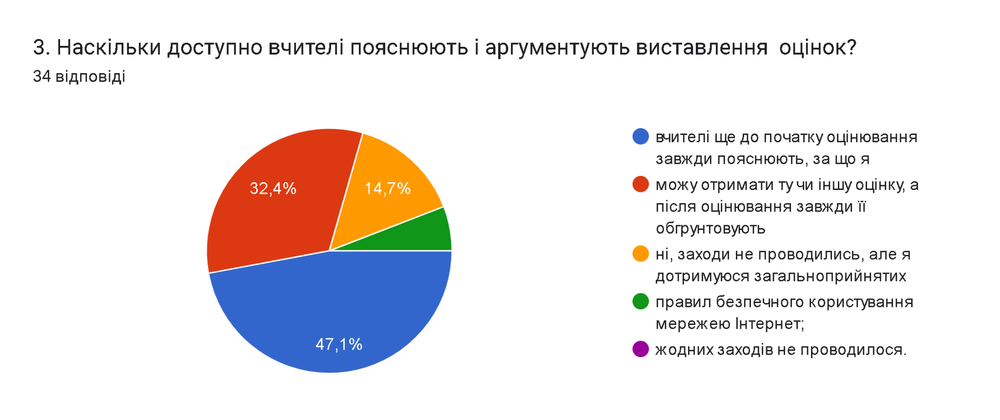 3. Наскільки доступно вчителі пояснюють і аргументують виставлення  оцінок?
34 відповіді
32,4%
14,7%
47,1%
вчителі ще до початку оцінювання
завжди пояснюють, за що я
можу отримати ту чи іншу оцінку, а
після оцінювання завжди її
обгрунтовують
ні, заходи не проводились, але я
дотримуюся загальноприйнятих
правил безпечного користування
мережею Інтернет;
жодних заходів не проводилося.